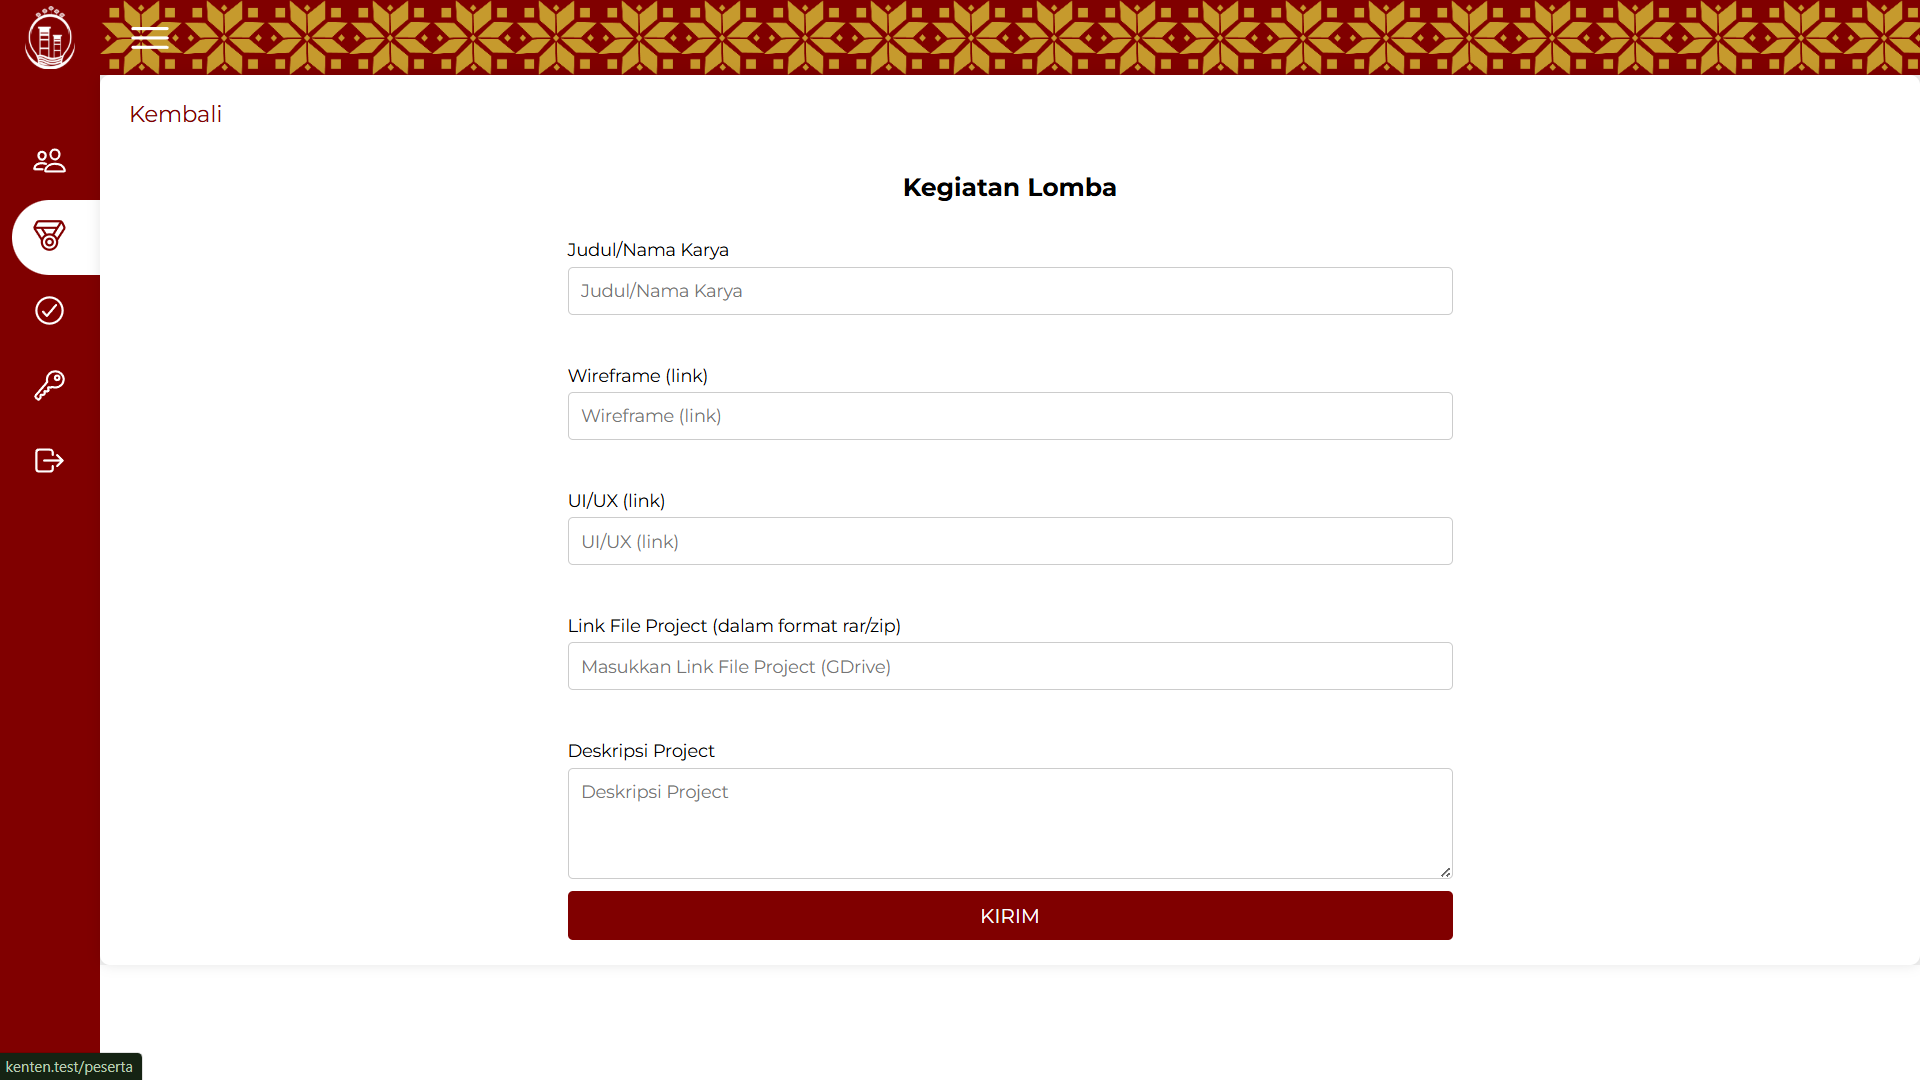 Kembali
Kegiatan Lomba
Judul/Nama Karya
Judul/Nama Karya
Wireframe (link)
Wireframe (link)
UI/UX (link)
UI/UX (link)
Link File Project (dalam format rar/zip)
Masukkan Link File Project (GDrive)
Deskripsi Project
Deskripsi Project
KIRIM
kenten.test/peserta